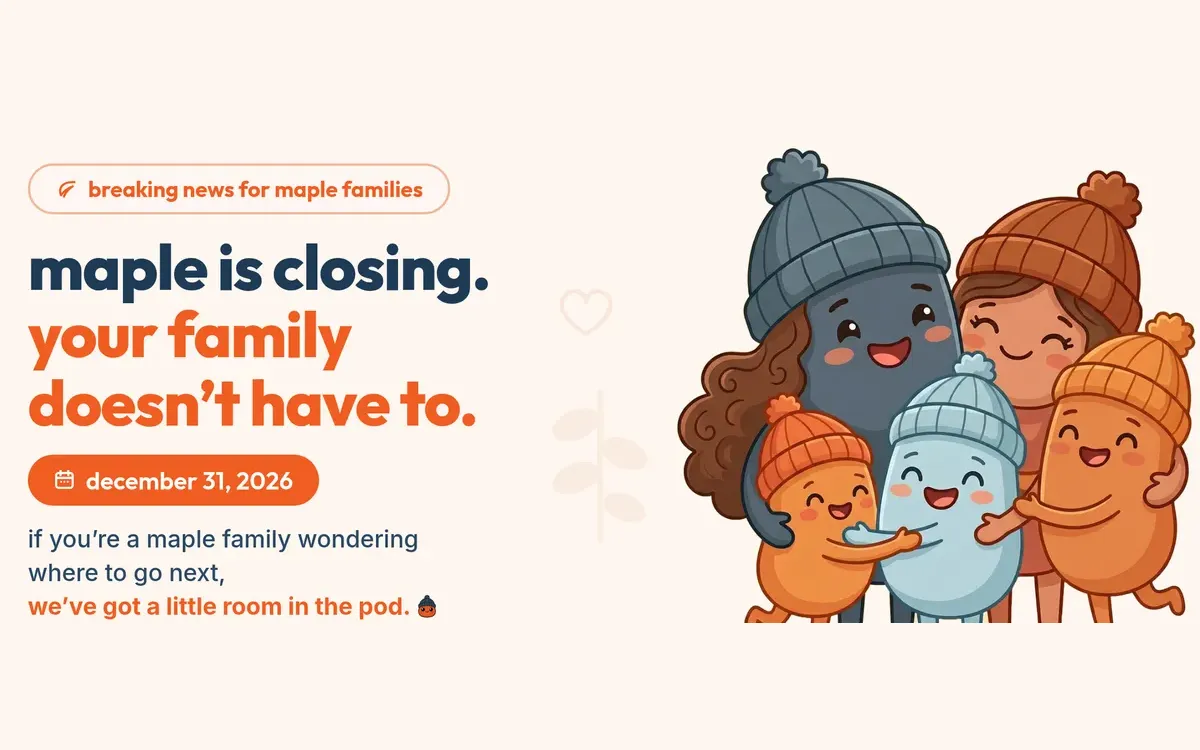 breaking news for maple families
maple is closing.
your family
doesn’t have to.
december 31, 2026
if you’re a maple family wondering
where to go next,
we’ve got a little room in the pod.